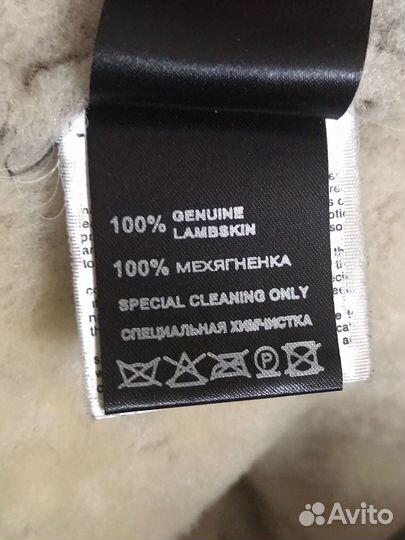 100% GENUINE
LAMBSKIN
100% МЕХЯГНЕНКА
SPECIAL CLEANING ONLY
СПЕЦИАЛЬНАЯ ХИМЧИСТКА
P
Avito